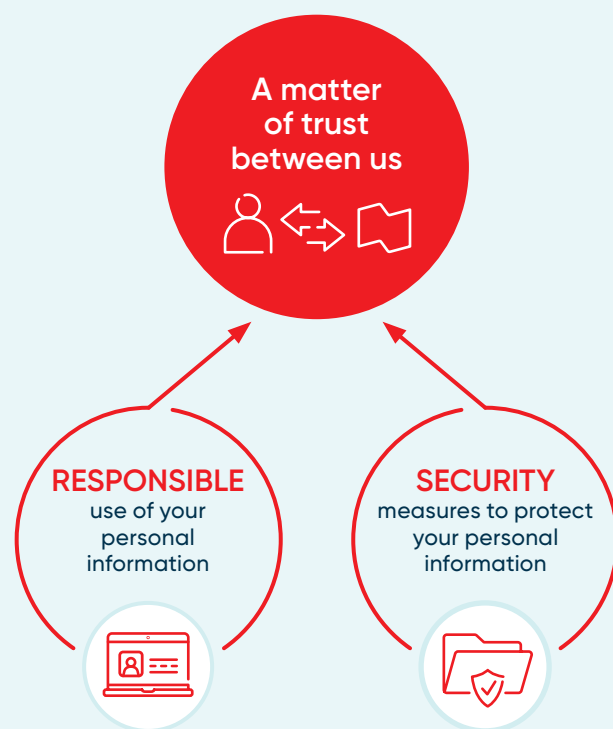 A matter
of trust
between us
RESPONSIBLE
use of your
personal
information
SECURITY
measures to protect
your personal
information